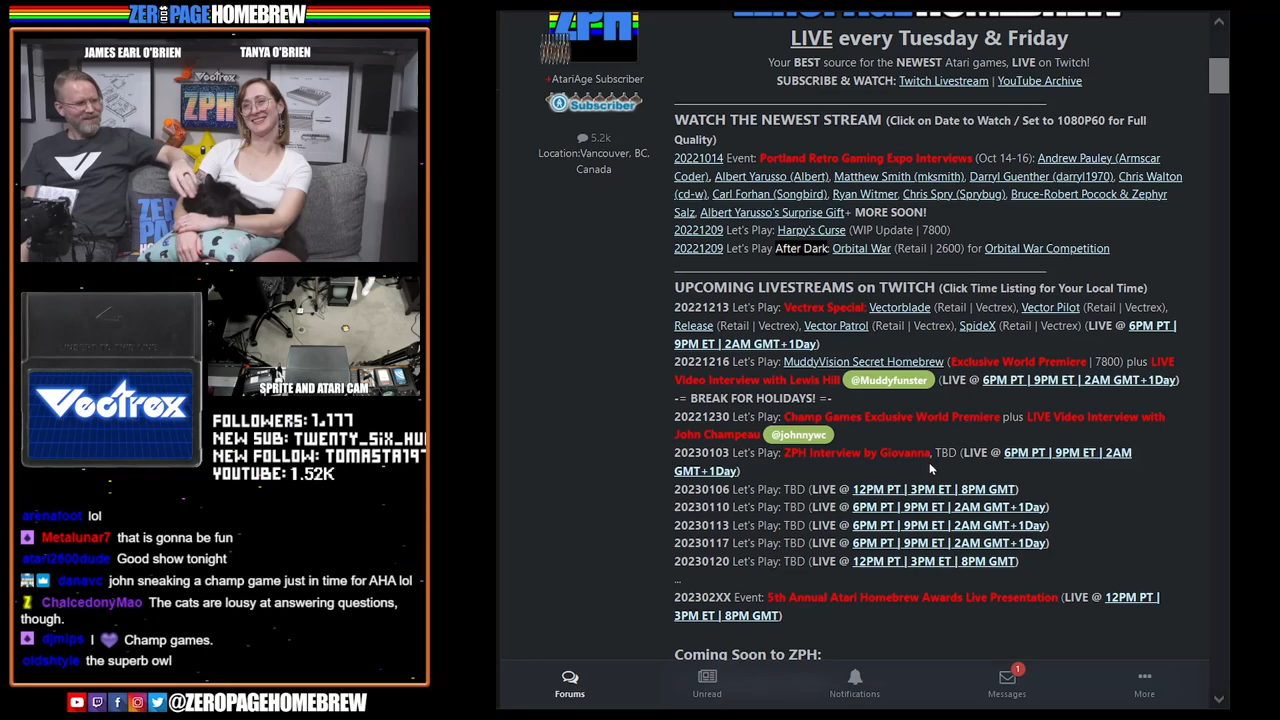 ZEROPAGEHOMEBREW
JAMES EARL O'BRIEN
TANYA O'BRIEN
Vectrex
ZPH
Vectrex
SPRITE AND ATARI CAM
FOLLOWERS: 1,177
NEW SUB: TWENTY_SIX_HU
NEW FOLLOW: TOMASTA197
YOUTUBE: 1.52K
arenafoot lol
Metalunar7 that is gonna be fun
atari2600dude Good show tonight
danavc john sneaking a champ game just in time for AHA lol
ChalcedonyMao The cats are lousy at answering questions,
though.
djmips I 💜 Champ games.
oldshtyle the superb owl
@ZEROPAGEHOMEBREW
ZPH
+AtariAge Subscriber
Subscriber
5.2k
Location:Vancouver, BC.
Canada
LIVE every Tuesday & Friday
Your BEST source for the NEWEST Atari games, LIVE on Twitch!
SUBSCRIBE & WATCH: Twitch Livestream | YouTube Archive
WATCH THE NEWEST STREAM (Click on Date to Watch / Set to 1080P60 for Full
Quality)
20221014 Event: Portland Retro Gaming Expo Interviews (Oct 14-16): Andrew Pauley (Armscar
Coder), Albert Yarusso (Albert), Matthew Smith (mksmith), Darryl Guenther (darryl1970), Chris Walton
(cd-w), Carl Forhan (Songbird), Ryan Witmer, Chris Spry (Sprybug), Bruce-Robert Pocock & Zephyr
Salz, Albert Yarusso's Surprise Gift+ MORE SOON!
20221209 Let's Play: Harpy's Curse (WIP Update | 7800)
20221209 Let's Play After Dark: Orbital War (Retail | 2600) for Orbital War Competition
UPCOMING LIVESTREAMS on TWITCH (Click Time Listing for Your Local Time)
20221213 Let's Play: Vectrex Special: Vectorblade (Retail | Vectrex), Vector Pilot (Retail | Vectrex),
Release (Retail | Vectrex), Vector Patrol (Retail | Vectrex), SpideX (Retail | Vectrex) (LIVE @ 6PM PT |
9PM ET | 2AM GMT+1Day)
20221216 Let's Play: MuddyVision Secret Homebrew (Exclusive World Premiere | 7800) plus LIVE
Video Interview with Lewis Hill @Muddyfunster (LIVE @ 6PM PT | 9PM ET | 2AM GMT+1Day)
-= BREAK FOR HOLIDAYS! =-
20221230 Let's Play: Champ Games Exclusive World Premiere plus LIVE Video Interview with
John Champeau @johnnywc
20230103 Let's Play: ZPH Interview by Giovanna, TBD (LIVE @ 6PM PT | 9PM ET | 2AM
GMT+1Day)
20230106 Let's Play: TBD (LIVE @ 12PM PT | 3PM ET | 8PM GMT)
20230110 Let's Play: TBD (LIVE @ 6PM PT | 9PM ET | 2AM GMT+1Day)
20230113 Let's Play: TBD (LIVE @ 6PM PT | 9PM ET | 2AM GMT+1Day)
20230117 Let's Play: TBD (LIVE @ 6PM PT | 9PM ET | 2AM GMT+1Day)
20230120 Let's Play: TBD (LIVE @ 12PM PT | 3PM ET | 8PM GMT)
...
202302XX Event: 5th Annual Atari Homebrew Awards Live Presentation (LIVE @ 12PM PT |
3PM ET | 8PM GMT)
Coming Soon to ZPH:
1
Forums
Unread
Notifications
Messages
More